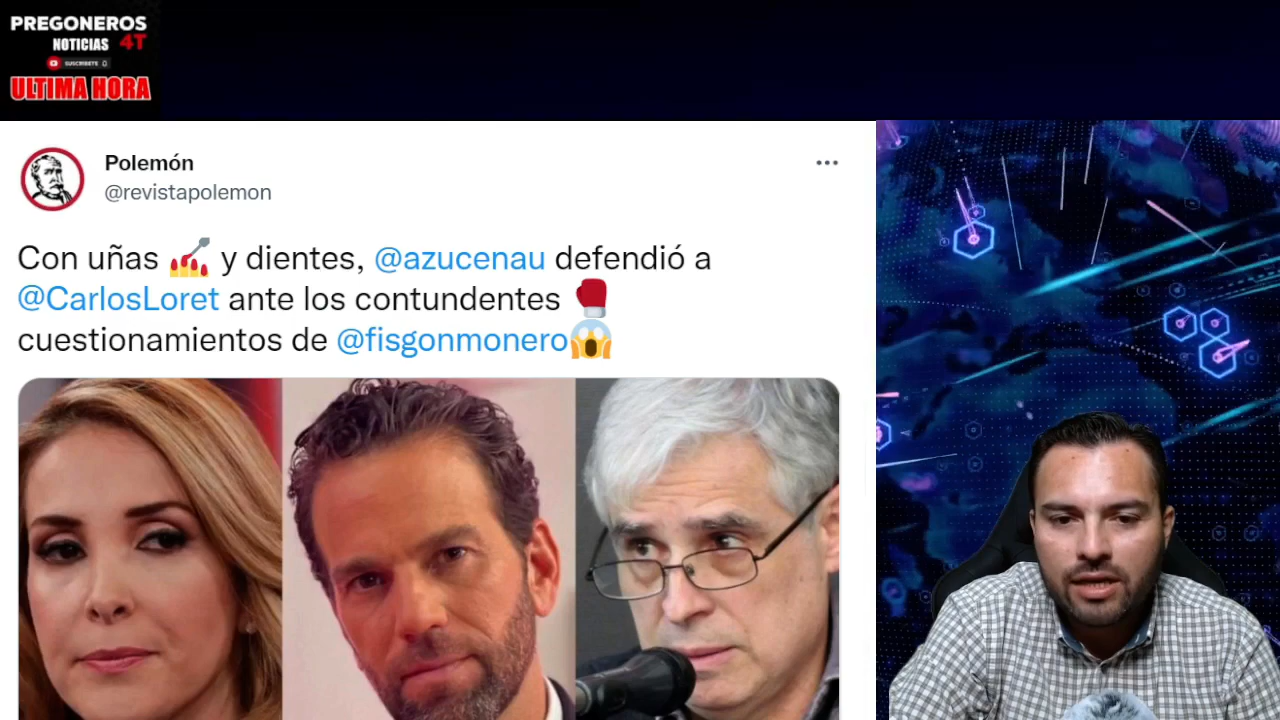 PREGONEROS
NOTICIAS 4T
SUSCRIBETE
ULTIMA HORA
Polemón
@revistapolemon
Con uñas 💅 y dientes, @azucenau defendió a
@CarlosLoret ante los contundentes 🥊
cuestionamientos de @fisgonmonero😱